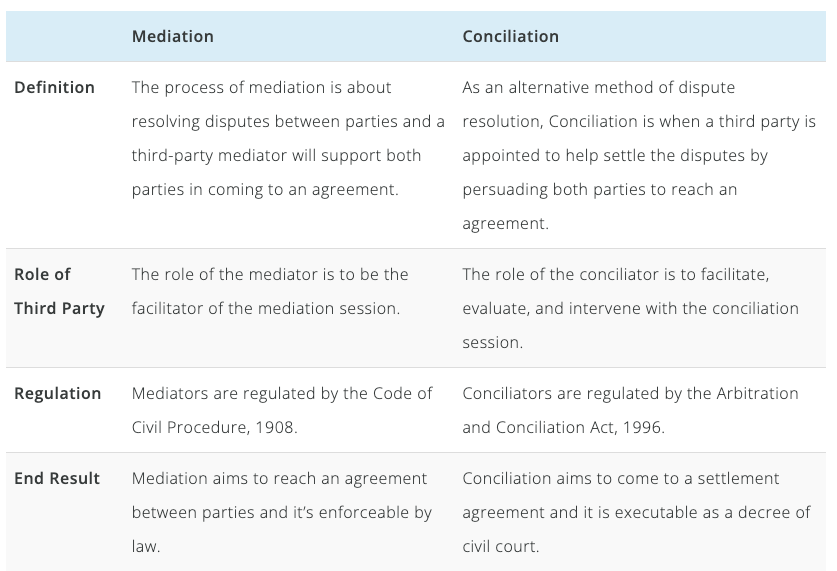 Mediation
Conciliation
Definition
The process of mediation is about
resolving disputes between parties and a
third-party mediator will support both
parties in coming to an agreement.
As an alternative method of dispute
resolution, Conciliation is when a third party is
appointed to help settle the disputes by
persuading both parties to reach an
agreement.
Role of
Third Party
The role of the mediator is to be the
facilitator of the mediation session.
The role of the conciliator is to facilitate,
evaluate, and intervene with the conciliation
session.
Regulation
Mediators are regulated by the Code of
Civil Procedure, 1908.
Conciliators are regulated by the Arbitration
and Conciliation Act, 1996.
End Result
Mediation aims to reach an agreement
between parties and it’s enforceable by
law.
Conciliation aims to come to a settlement
agreement and it is executable as a decree of
civil court.